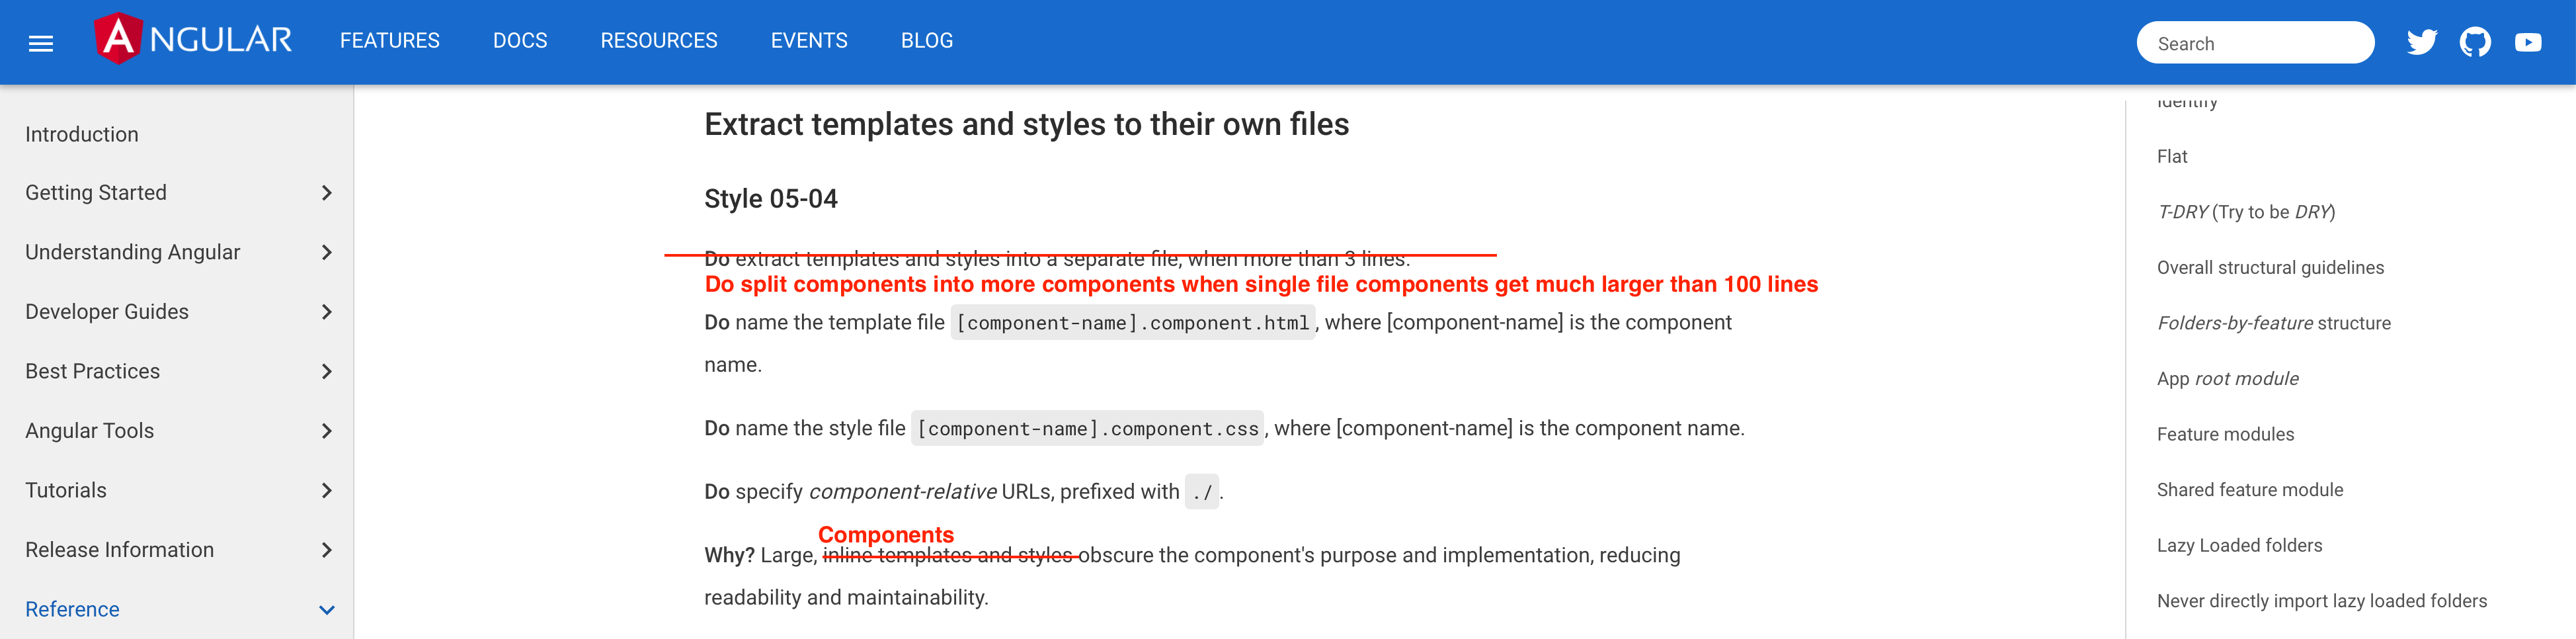 ANGULAR FEATURES DOCS RESOURCES EVENTS BLOG Search
Introduction
Getting Started
Understanding Angular
Developer Guides
Best Practices
Angular Tools
Tutorials
Release Information
Reference
Extract templates and styles to their own files
Style 05-04
Do extract templates and styles into a separate file, when more than 3 lines.
Do split components into more components when single file components get much larger than 100 lines
Do name the template file [component-name].component.html, where [component-name] is the component
name.
Do name the style file [component-name].component.css, where [component-name] is the component name.
Do specify component-relative URLs, prefixed with ./.
Components
Why? Large, inline templates and styles obscure the component's purpose and implementation, reducing
readability and maintainability.
Identify
Flat
T-DRY (Try to be DRY)
Overall structural guidelines
Folders-by-feature structure
App root module
Feature modules
Shared feature module
Lazy Loaded folders
Never directly import lazy loaded folders